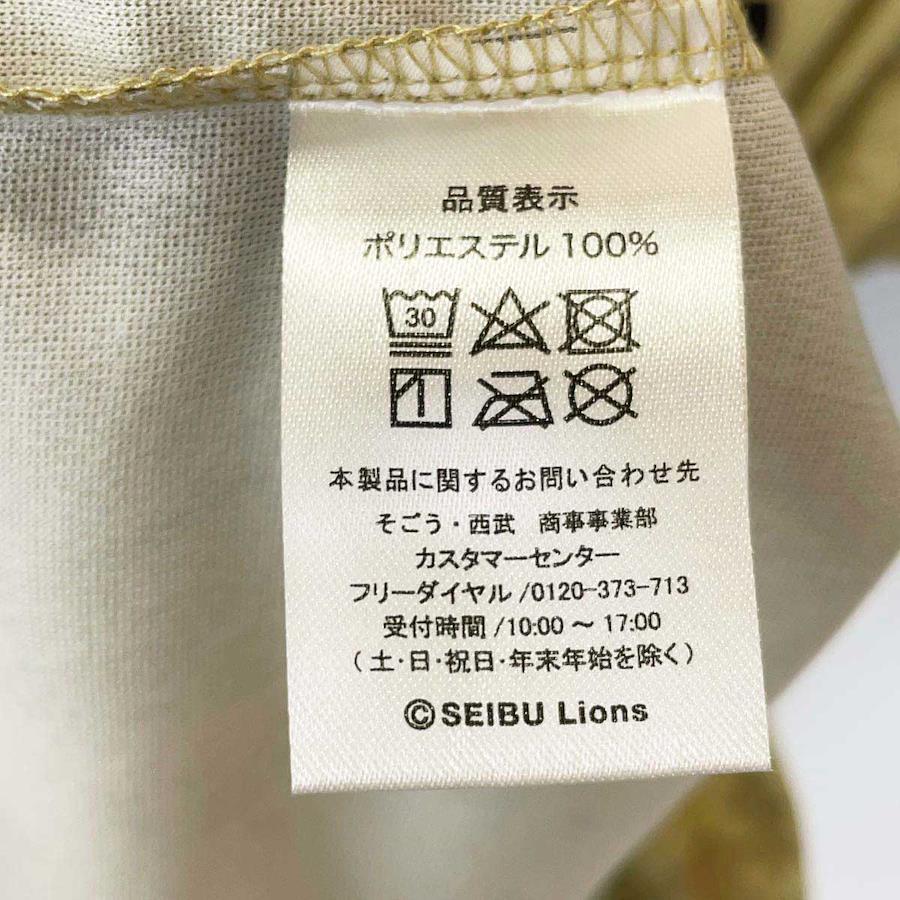 品質表示
ポリエステル 100%
30
本製品に関するお問い合わせ先
そごう・西武 商事事業部
カスタマーセンター
フリーダイヤル /0120-373-713
受付時間 /10:00 〜 17:00
(土・日・祝日・年末年始を除く)
©SEIBU Lions